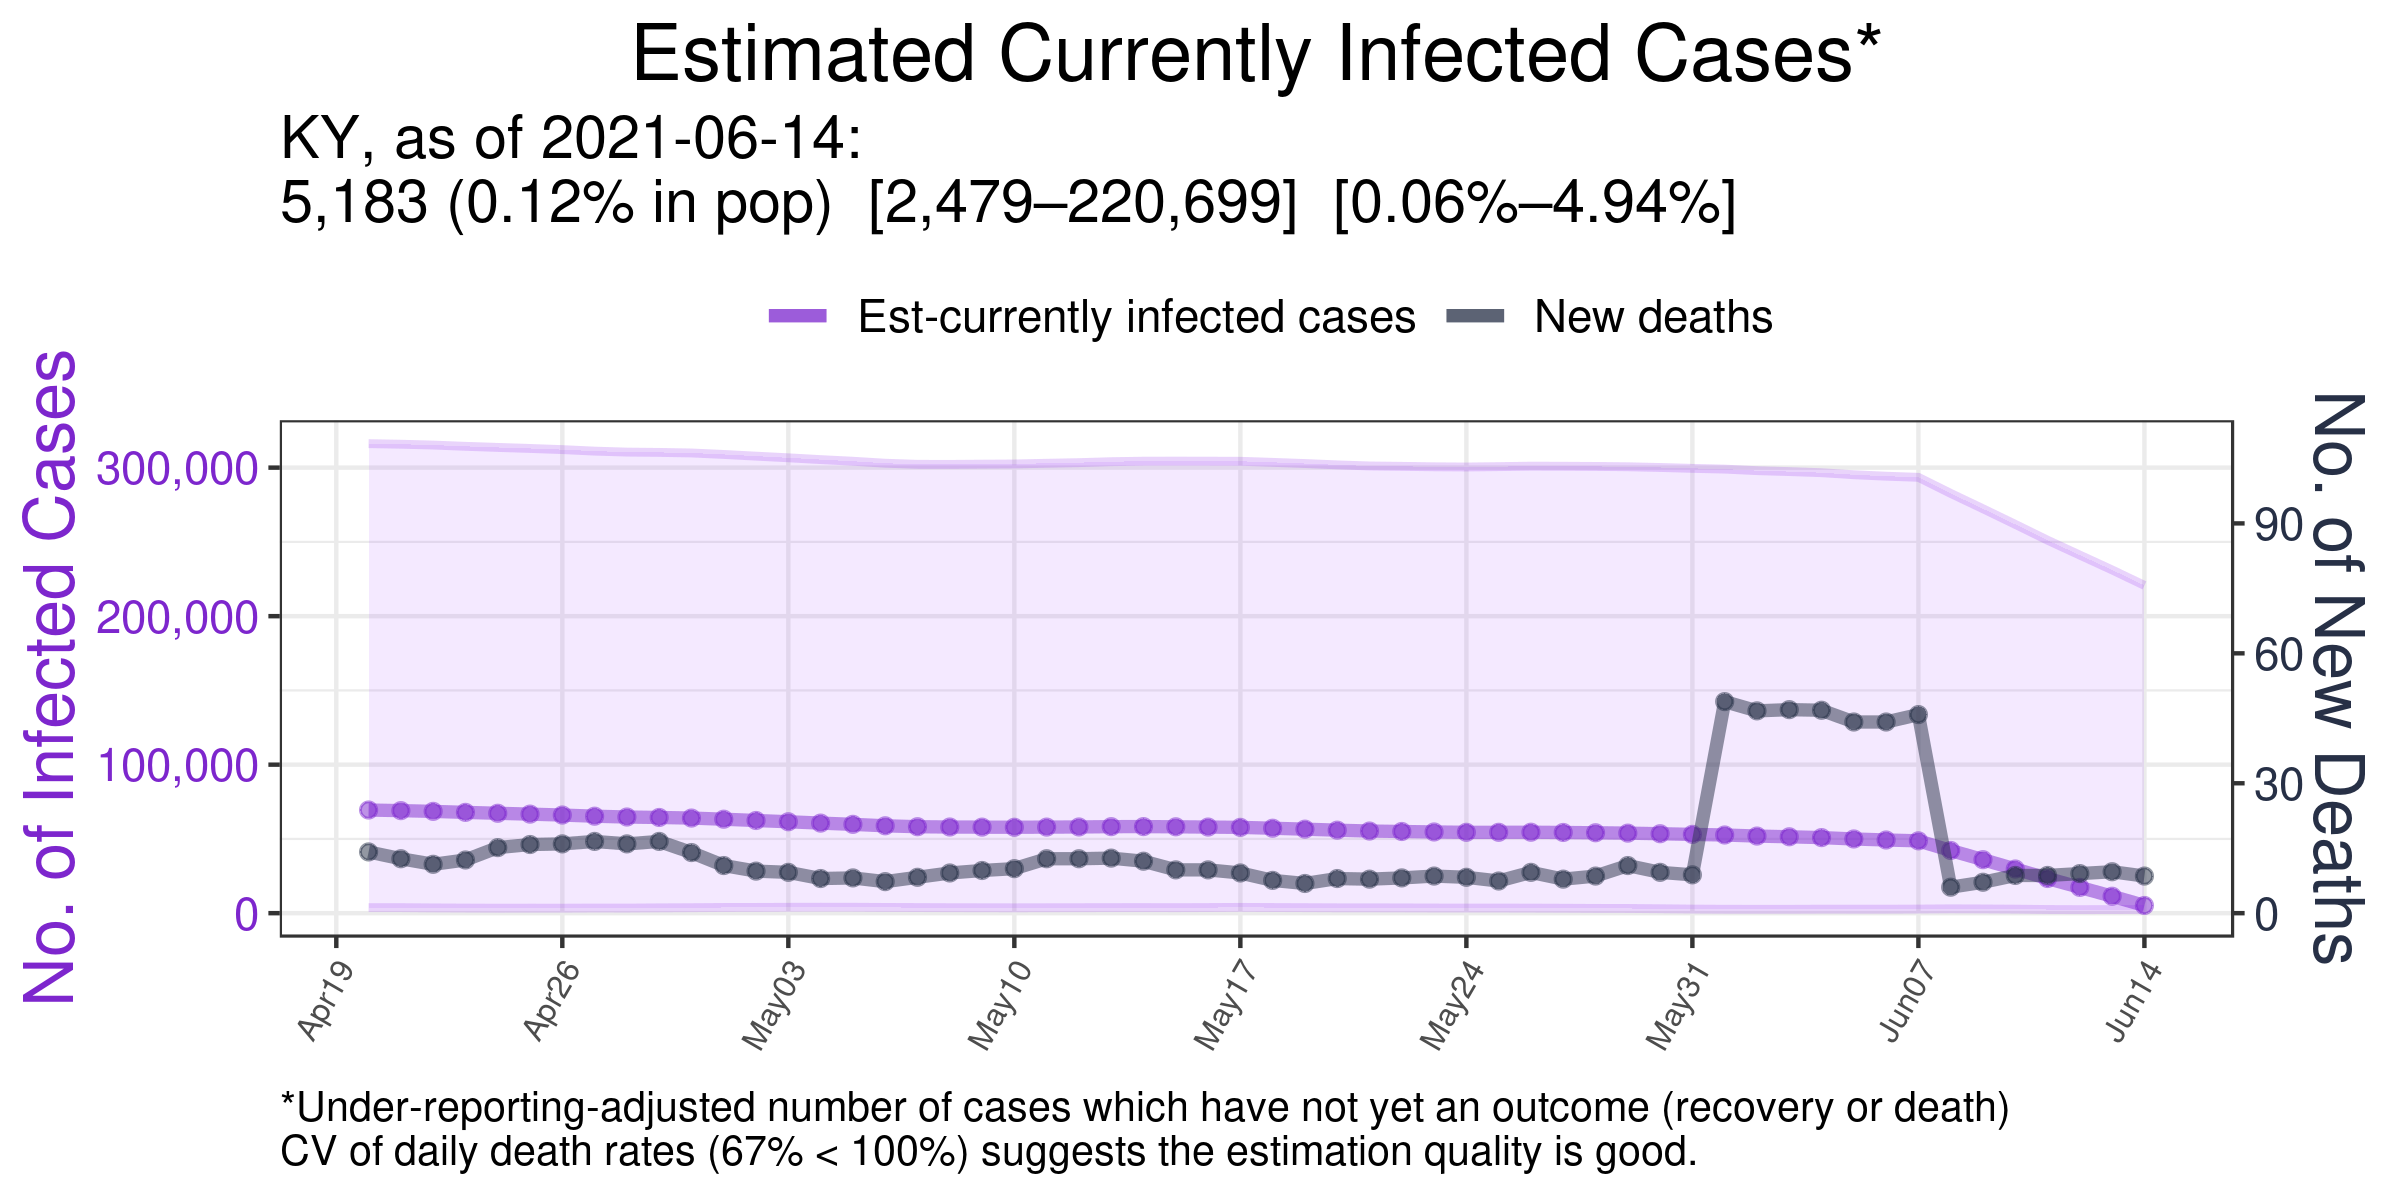 Estimated Currently Infected Cases*
KY, as of 2021-06-14:
5,183 (0.12% in pop)  [2,479–220,699]  [0.06%–4.94%]
Est-currently infected cases
New deaths
No. of Infected Cases
300,000
200,000
100,000
0
No. of New Deaths
90
60
30
0
Apr19
Apr26
May03
May10
May17
May24
May31
Jun07
Jun14
*Under-reporting-adjusted number of cases which have not yet an outcome (recovery or death)
CV of daily death rates (67% < 100%) suggests the estimation quality is good.